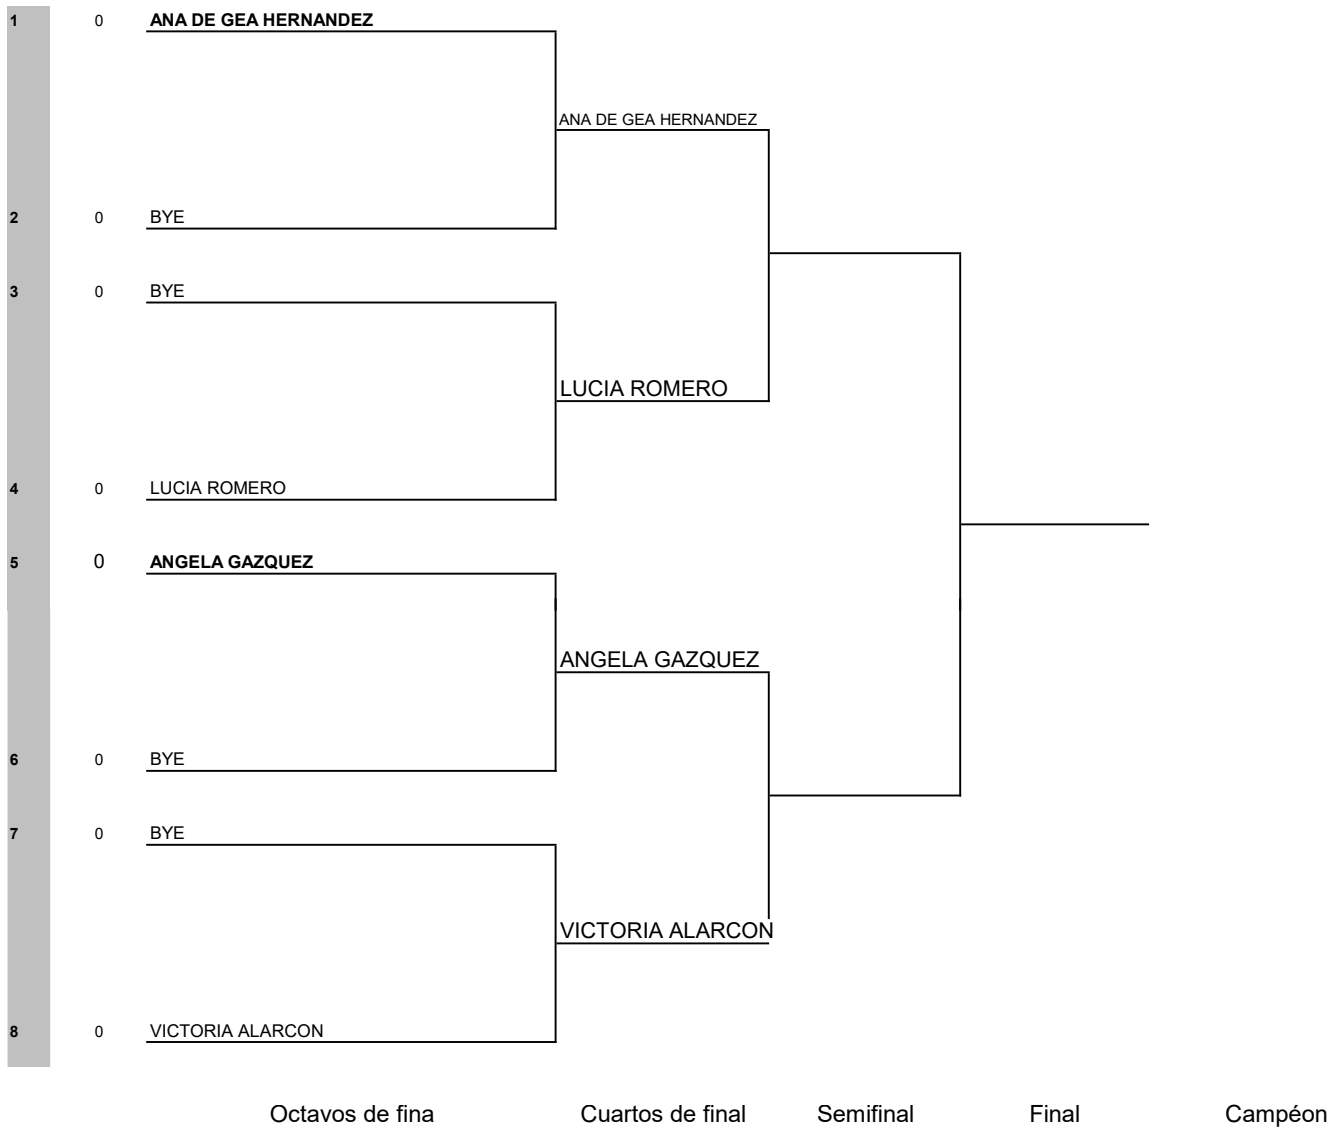 1 0 ANA DE GEA HERNANDEZ
ANA DE GEA HERNANDEZ
2 0 BYE
3 0 BYE
LUCIA ROMERO
4 0 LUCIA ROMERO
5 0 ANGELA GAZQUEZ
ANGELA GAZQUEZ
6 0 BYE
7 0 BYE
VICTORIA ALARCON
8 0 VICTORIA ALARCON
Octavos de fina Cuartos de final Semifinal Final Campéon